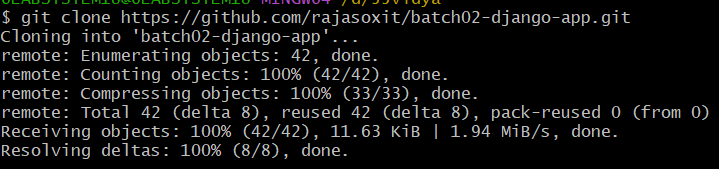 $ git clone https://github.com/rajasoxit/batch02-django-app.git
Cloning into 'batch02-django-app'...
remote: Enumerating objects: 42, done.
remote: Counting objects: 100% (42/42), done.
remote: Compressing objects: 100% (33/33), done.
remote: Total 42 (delta 8), reused 42 (delta 8), pack-reused 0 (from 0)
Receiving objects: 100% (42/42), 11.63 KiB | 1.94 MiB/s, done.
Resolving deltas: 100% (8/8), done.